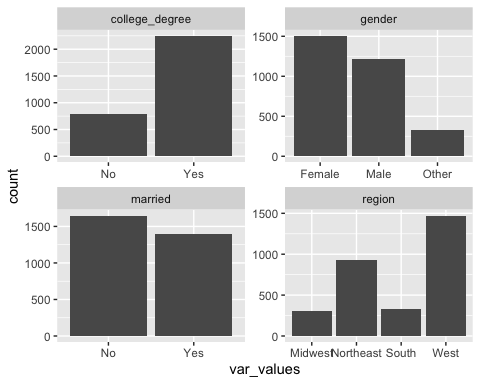 college_degree
2000
1500
1000
500
0
No Yes
gender
1500
1000
500
0
Female Male Other
married
1500
1000
500
0
No Yes
region
1500
1000
500
0
Midwest Northeast South West
count
var_values